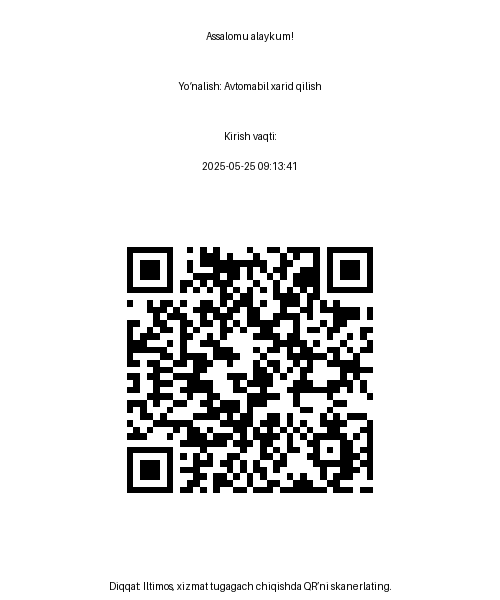 Assalomu alaykum!
Yo‘nalish: Avtomabil xarid qilish
Kirish vaqti:
2025-05-25 09:13:41
Diqqat: Iltimos, xizmat tugagach chiqishda QR'ni skanerlating.